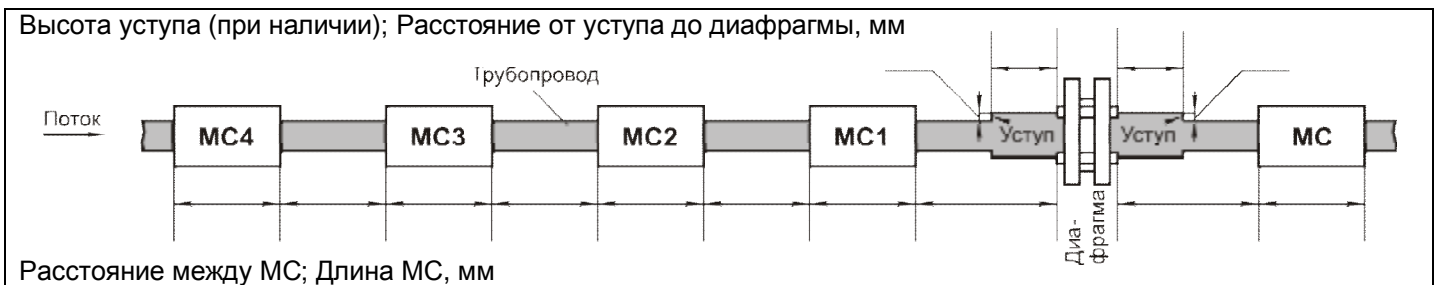 Высота уступа (при наличии); Расстояние от уступа до диафрагмы, мм
Трубопровод
Поток
МС4
МС3
МС2
МС1
Уступ
Уступ
МС
Диа-
фрагма
Расстояние между МС; Длина МС, мм